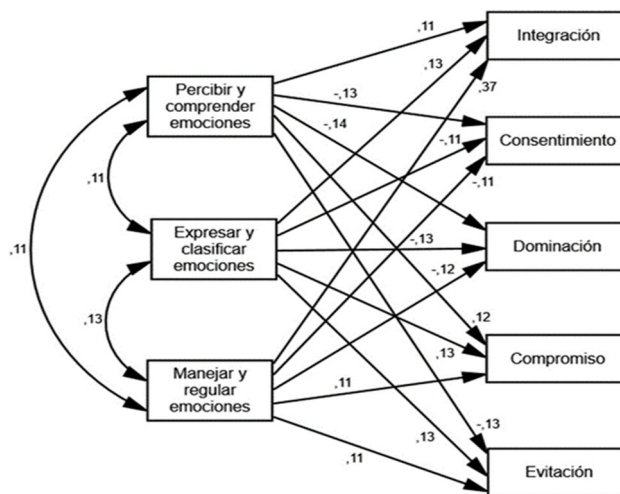 ,11
Integración
,13
Percibir y
comprender
emociones
-,13
,37
-,14
Consentimiento
-,11
,11
-,11
Expresar y
clasificar
emociones
-,13
Dominación
,11
-,12
,13
,12
Manejar y
regular
emociones
,13
Compromiso
,11
-,13
,13
,11
Evitación